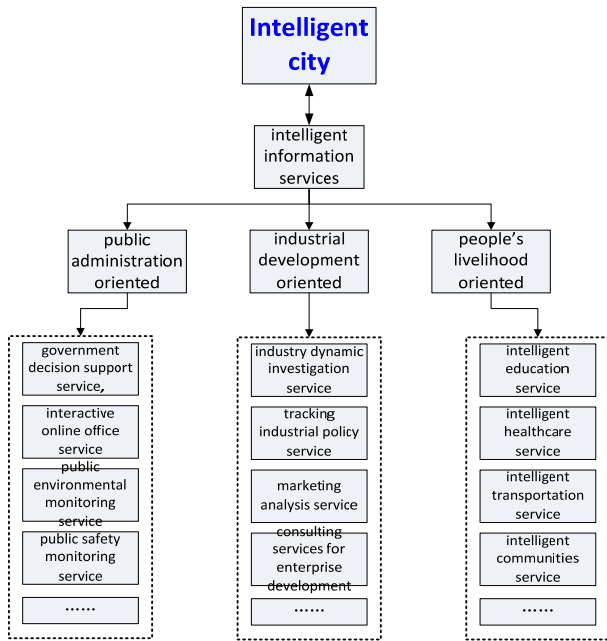 Intelligent
city
intelligent
information
services
public
administration
oriented
industrial
development
oriented
people's
livelihood
oriented
government
decision support
service,
interactive
online office
service
public
environmental
monitoring
service
public safety
monitoring
service
......
industry dynamic
investigation
service
tracking
industrial policy
service
marketing
analysis service
consulting
services for
enterprise
development
......
intelligent
education
service
intelligent
healthcare
service
intelligent
transportation
service
intelligent
communities
service
......